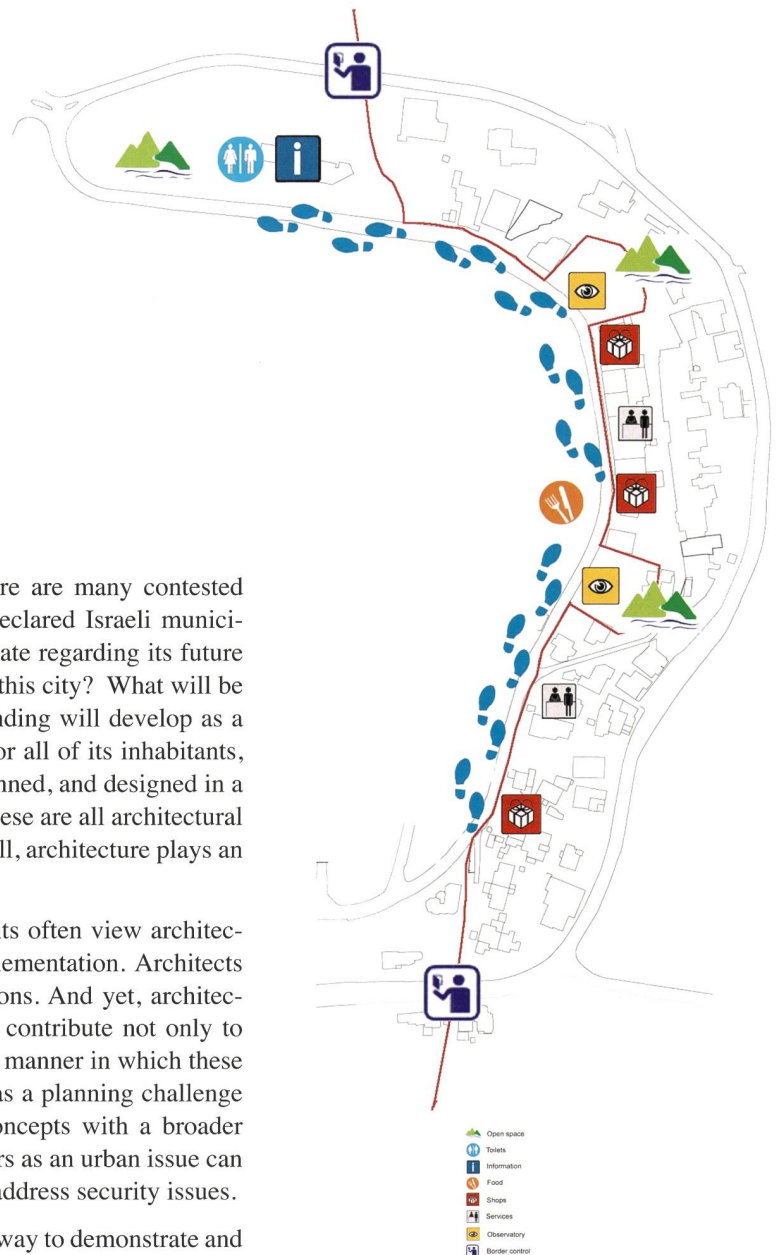 re are many contested
eclared Israeli munici-
ate regarding its future
this city? What will be
nding will develop as a
or all of its inhabitants,
nned, and designed in a
ese are all architectural
ll, architecture plays an
ts often view architec-
lementation. Architects
ons. And yet, architec-
contribute not only to
manner in which these
as a planning challenge
oncepts with a broader
rs as an urban issue can
address security issues.
way to demonstrate and
i
Open space
Toilets
i Information
Food
Shops
Services
Observatory
Border control